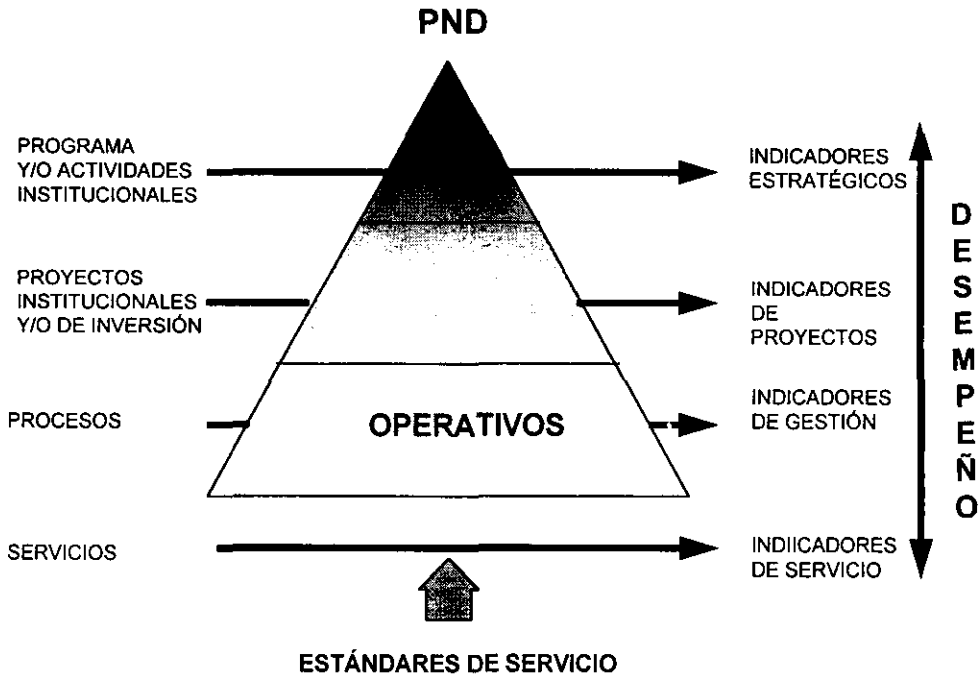 PND
PROGRAMA
Y/O ACTIVIDADES
INSTITUCIONALES
INDICADORES
ESTRATÉGICOS
PROYECTOS
INSTITUCIONALES
Y/O DE INVERSIÓN
INDICADORES
DE
PROYECTOS
PROCESOS
OPERATIVOS
INDICADORES
DE GESTIÓN
SERVICIOS
INDIICADORES
DE SERVICIO
ESTÁNDARES DE SERVICIO
DESEMPEÑO